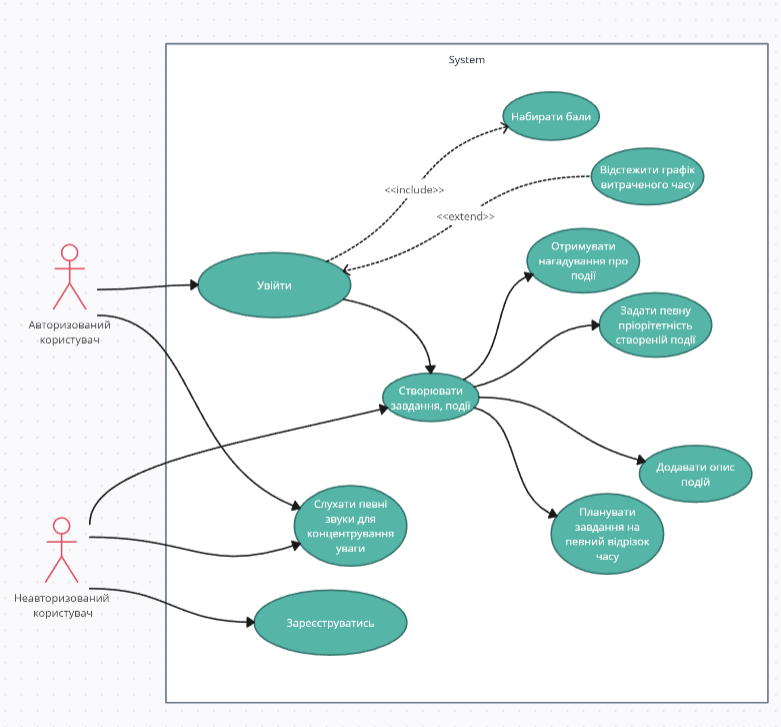 System
Набирати бали
Відстежити графік
витраченого часу
<<include>>
<<extend>>
Отримувати
нагадування про
події
Увійти
Авторизований
користувач
Задати певну
пріорітетність
створеній події
Створювати
завдання, події
Додавати опис
подій
Слухати певні
звуки для
концентрування
уваги
Планувати
завдання на
певний відрізок
часу
Неавторизований
користувач
Зареєструватись